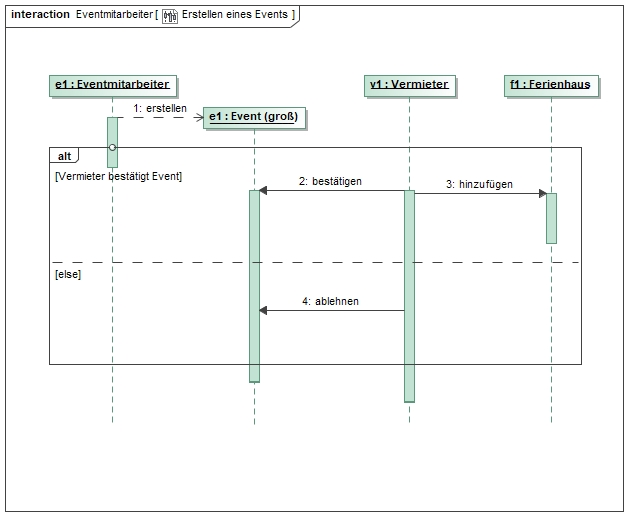 interaction Eventmitarbeiter [ Erstellen eines Events ]
e1 : Eventmitarbeiter
v1 : Vermieter
f1 : Ferienhaus
1: erstellen
e1 : Event (groß)
alt
[Vermieter bestätigt Event]
2: bestätigen
3: hinzufügen
[else]
4: ablehnen